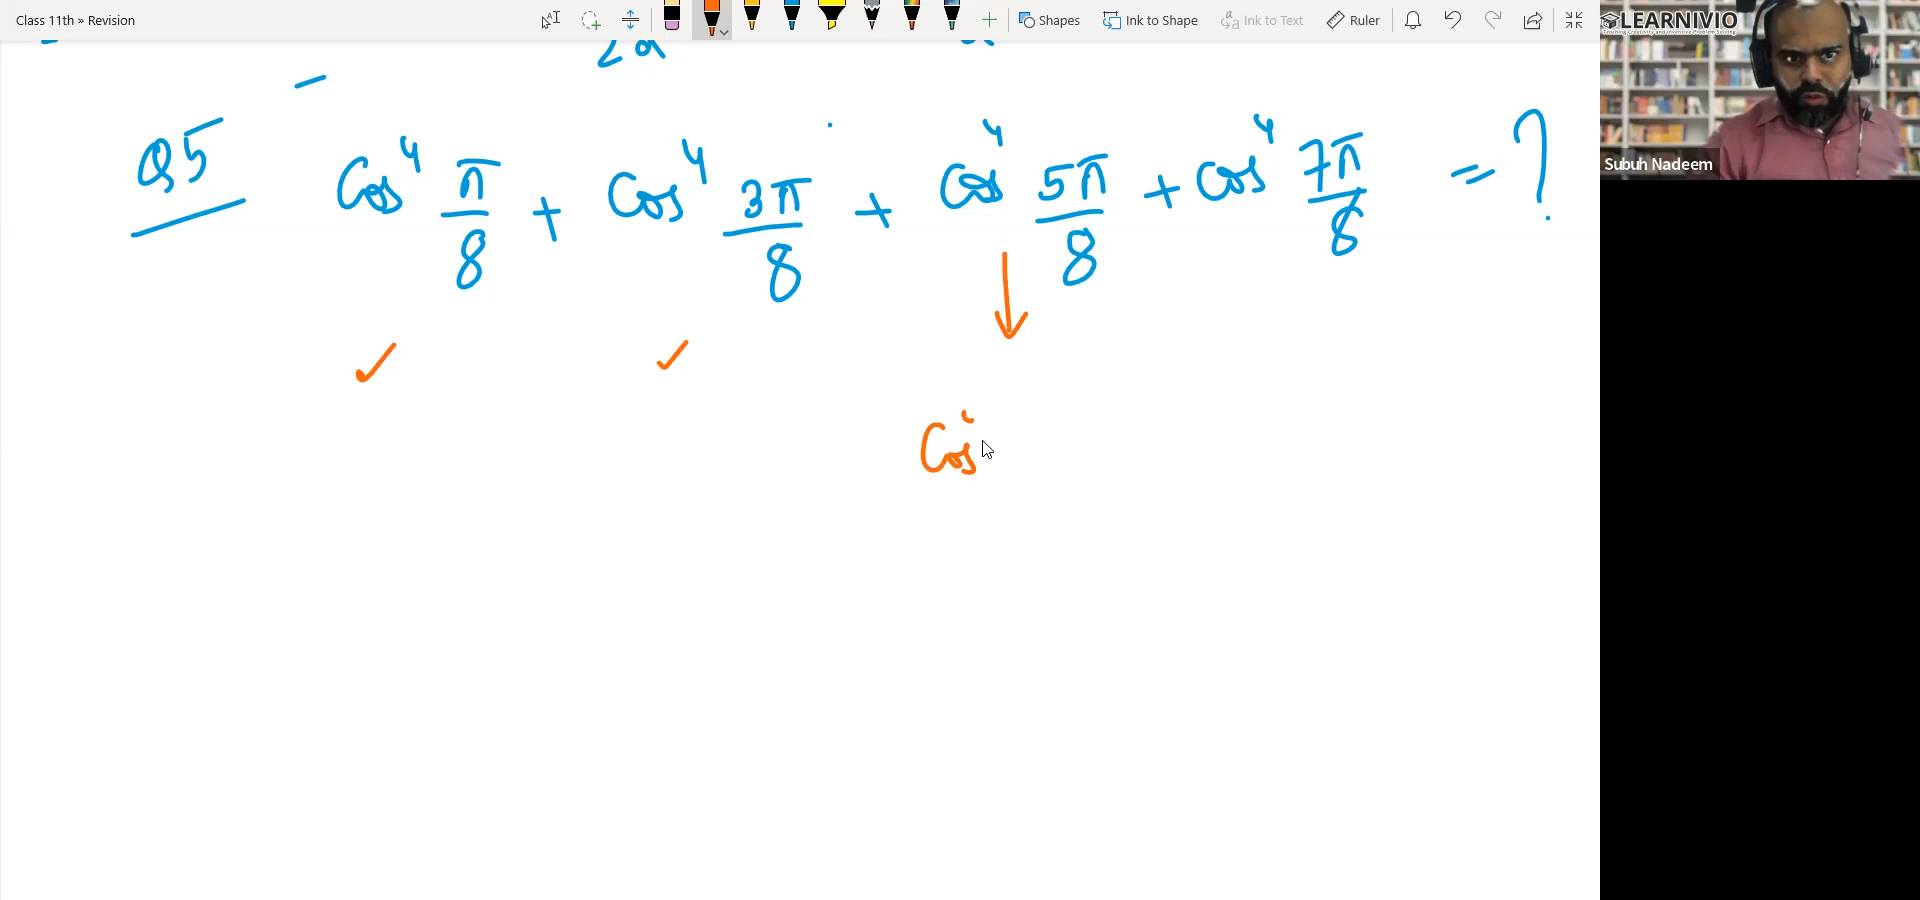 Class 11th » Revision
Shapes
Ink to Shape
Ink to Text
Ruler
LEARNIVIO
Subuh Nadeem
2a
Q5 Cos⁴ π/8 + Cos⁴ 3π/8 + Cos⁴ 5π/8 + Cos⁴ 7π/8 = ?
Cos